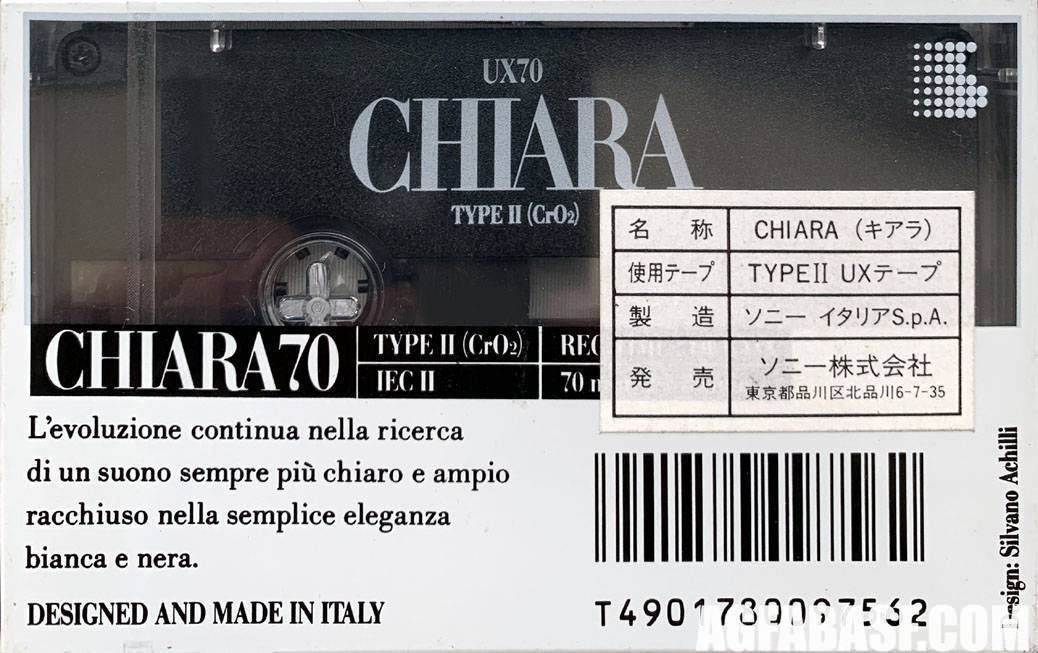 UX70
CHIARA
TYPE II (CrO2)
名称 CHIARA (キアラ)
使用テープ TYPEII UXテープ
製造 ソニー イタリアS.p.A.
発売 ソニー株式会社
東京都品川区北品川6-7-35
CHIARA70
TYPE II (CrO2)
IEC II
REC
70
L'evoluzione continua nella ricerca
di un suono sempre più chiaro e ampio
racchiuso nella semplice eleganza
bianca e nera.
DESIGNED AND MADE IN ITALY
T4901780097562
Design: Silvano Achilli
AGFABASF.COM